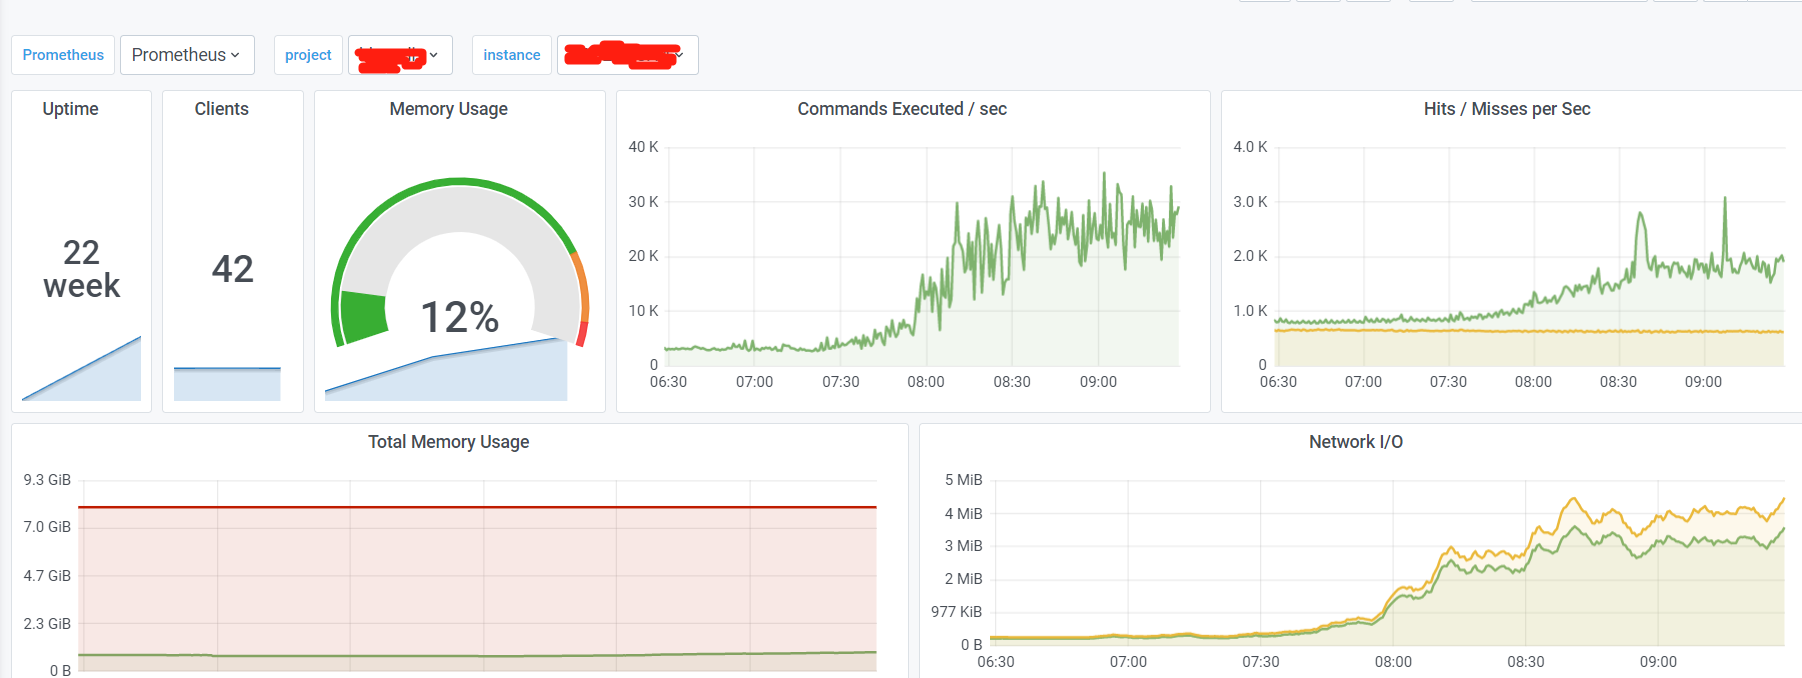 Prometheus Prometheus project instance
Uptime
22
week
Clients
42
Memory Usage
12%
Commands Executed / sec
40 K
30 K
20 K
10 K
0
06:30 07:00 07:30 08:00 08:30 09:00
Hits / Misses per Sec
4.0 K
3.0 K
2.0 K
1.0 K
0
06:30 07:00 07:30 08:00 08:30 09:00
Total Memory Usage
9.3 GiB
7.0 GiB
4.7 GiB
2.3 GiB
0 B
Network I/O
5 MiB
4 MiB
3 MiB
2 MiB
977 KiB
0 B
06:30 07:00 07:30 08:00 08:30 09:00